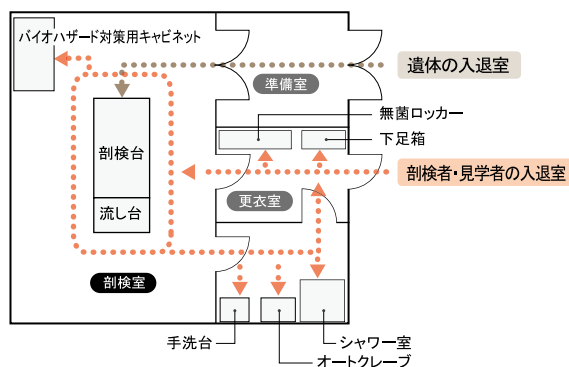 バイオハザード対策用キャビネット
遺体の入退室
準備室
無菌ロッカー
下足箱
剖検台
剖検者・見学者の入退室
更衣室
流し台
剖検室
手洗台
シャワー室
オートクレーブ